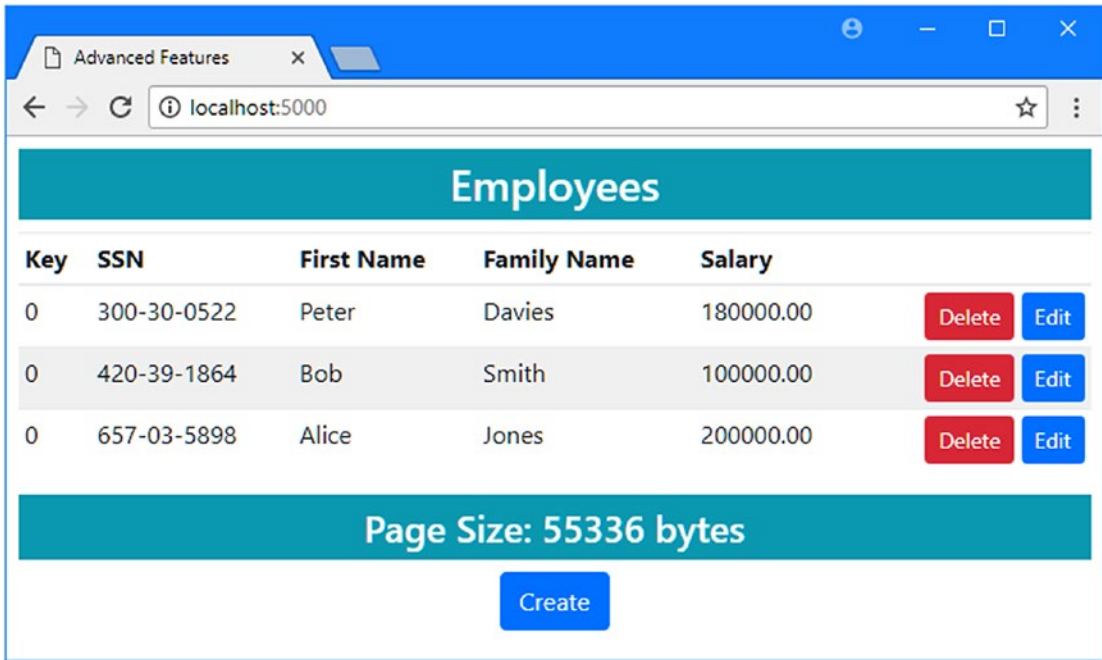 Advanced Features
localhost:5000
Employees
Key SSN First Name Family Name Salary
0 300-30-0522 Peter Davies 180000.00 Delete Edit
0 420-39-1864 Bob Smith 100000.00 Delete Edit
0 657-03-5898 Alice Jones 200000.00 Delete Edit
Page Size: 55336 bytes
Create